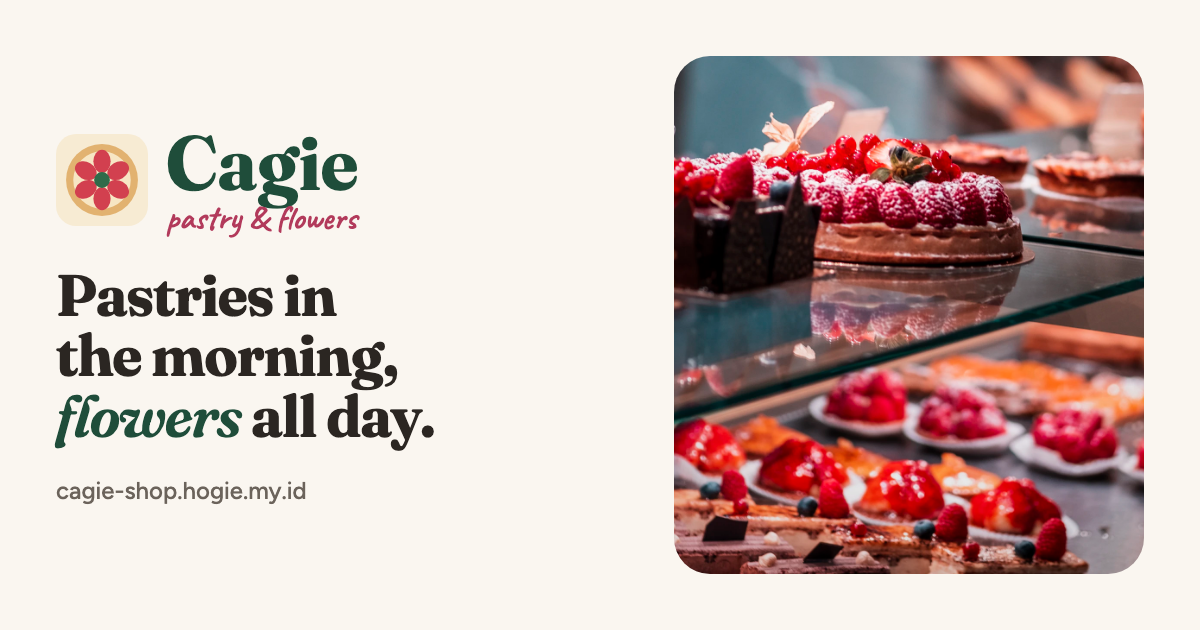 Cagie
pastry & flowers
Pastries in
the morning,
flowers all day.
cagie-shop.hogie.my.id